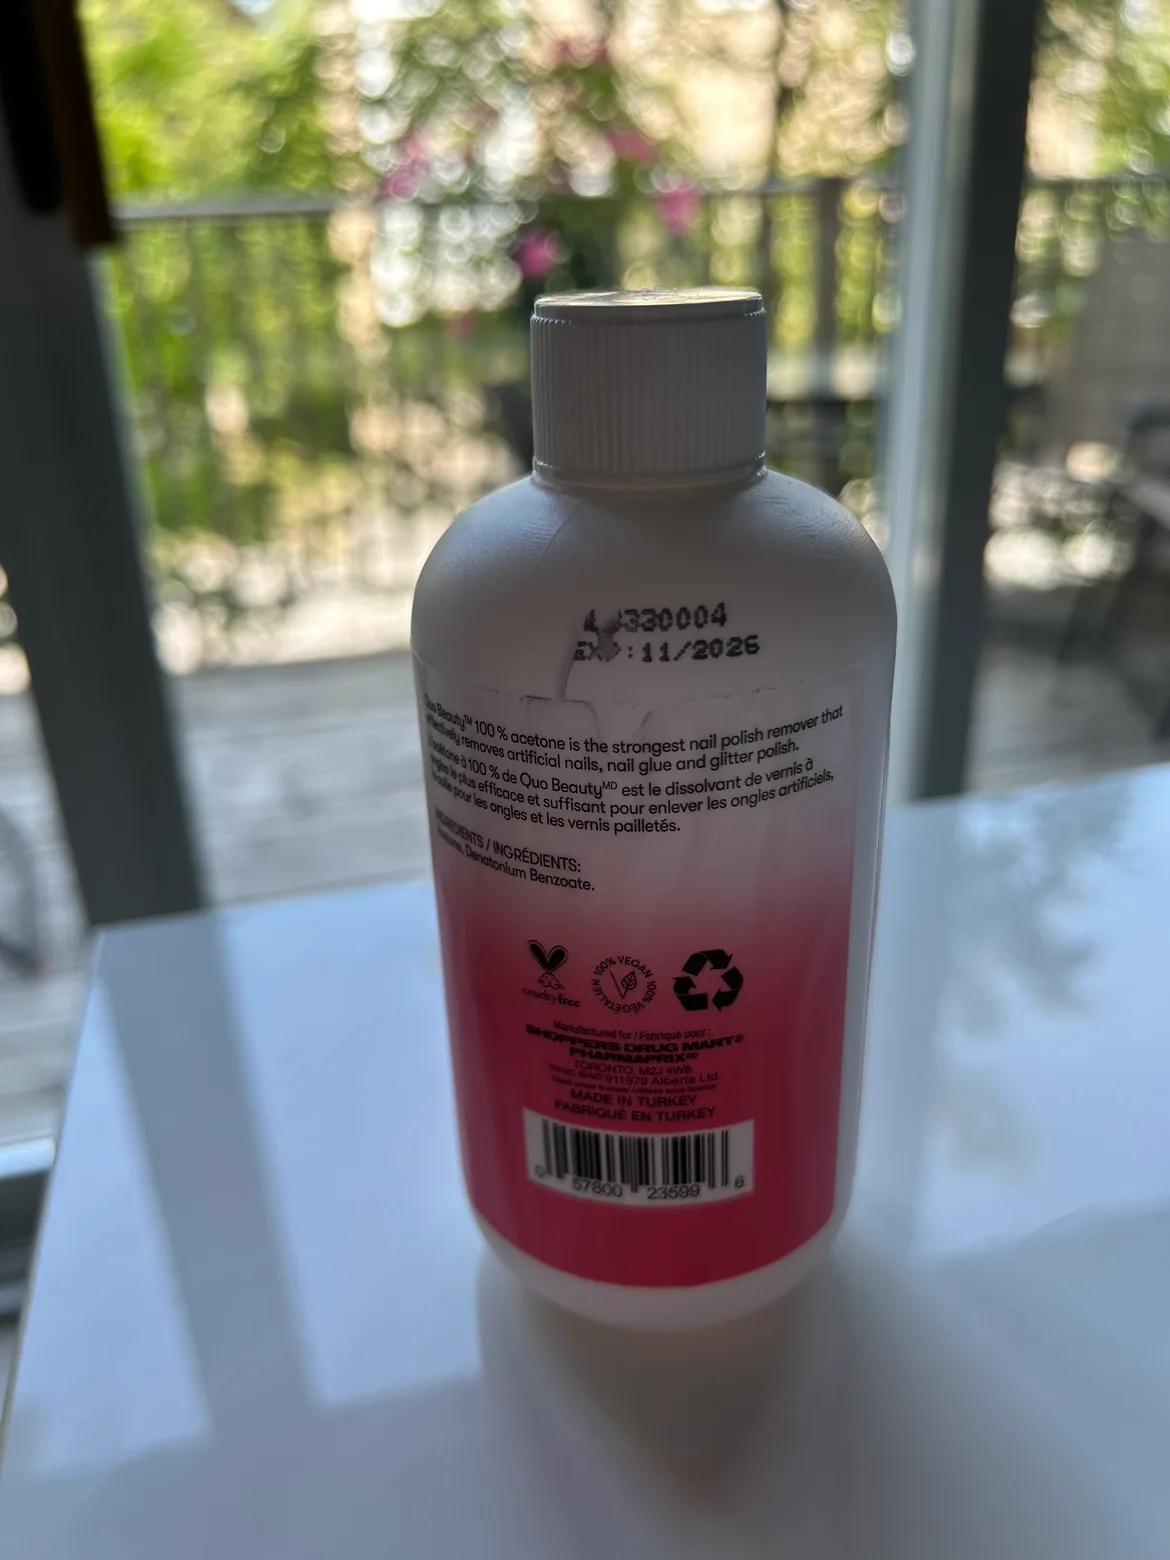 330004
EXP:11/2026
Quo Beauty™ 100 % acetone is the strongest nail polish remover that
effectively removes artificial nails, nail glue and glitter polish.
100 % de Quo Beauty MD est le dissolvant de vernis à
le plus efficace et suffisant pour enlever les ongles artificiels,
pour les ongles et les vernis pailletés.
INGREDIENTS / INGRÉDIENTS:
Acetone, Denatonium Benzoate.
cruelty free
100% VEGAN 100% VÉGÉTALIEN
Manufactured for / Fabriqué pour :
SHOPPERS DRUG MART®
PHARMAPRIX MD
TORONTO, M2J 4W8
911979 Alberta Ltd.
MADE IN TURKEY
FABRIQUÉ EN TURKEY
0 57800 23599 6